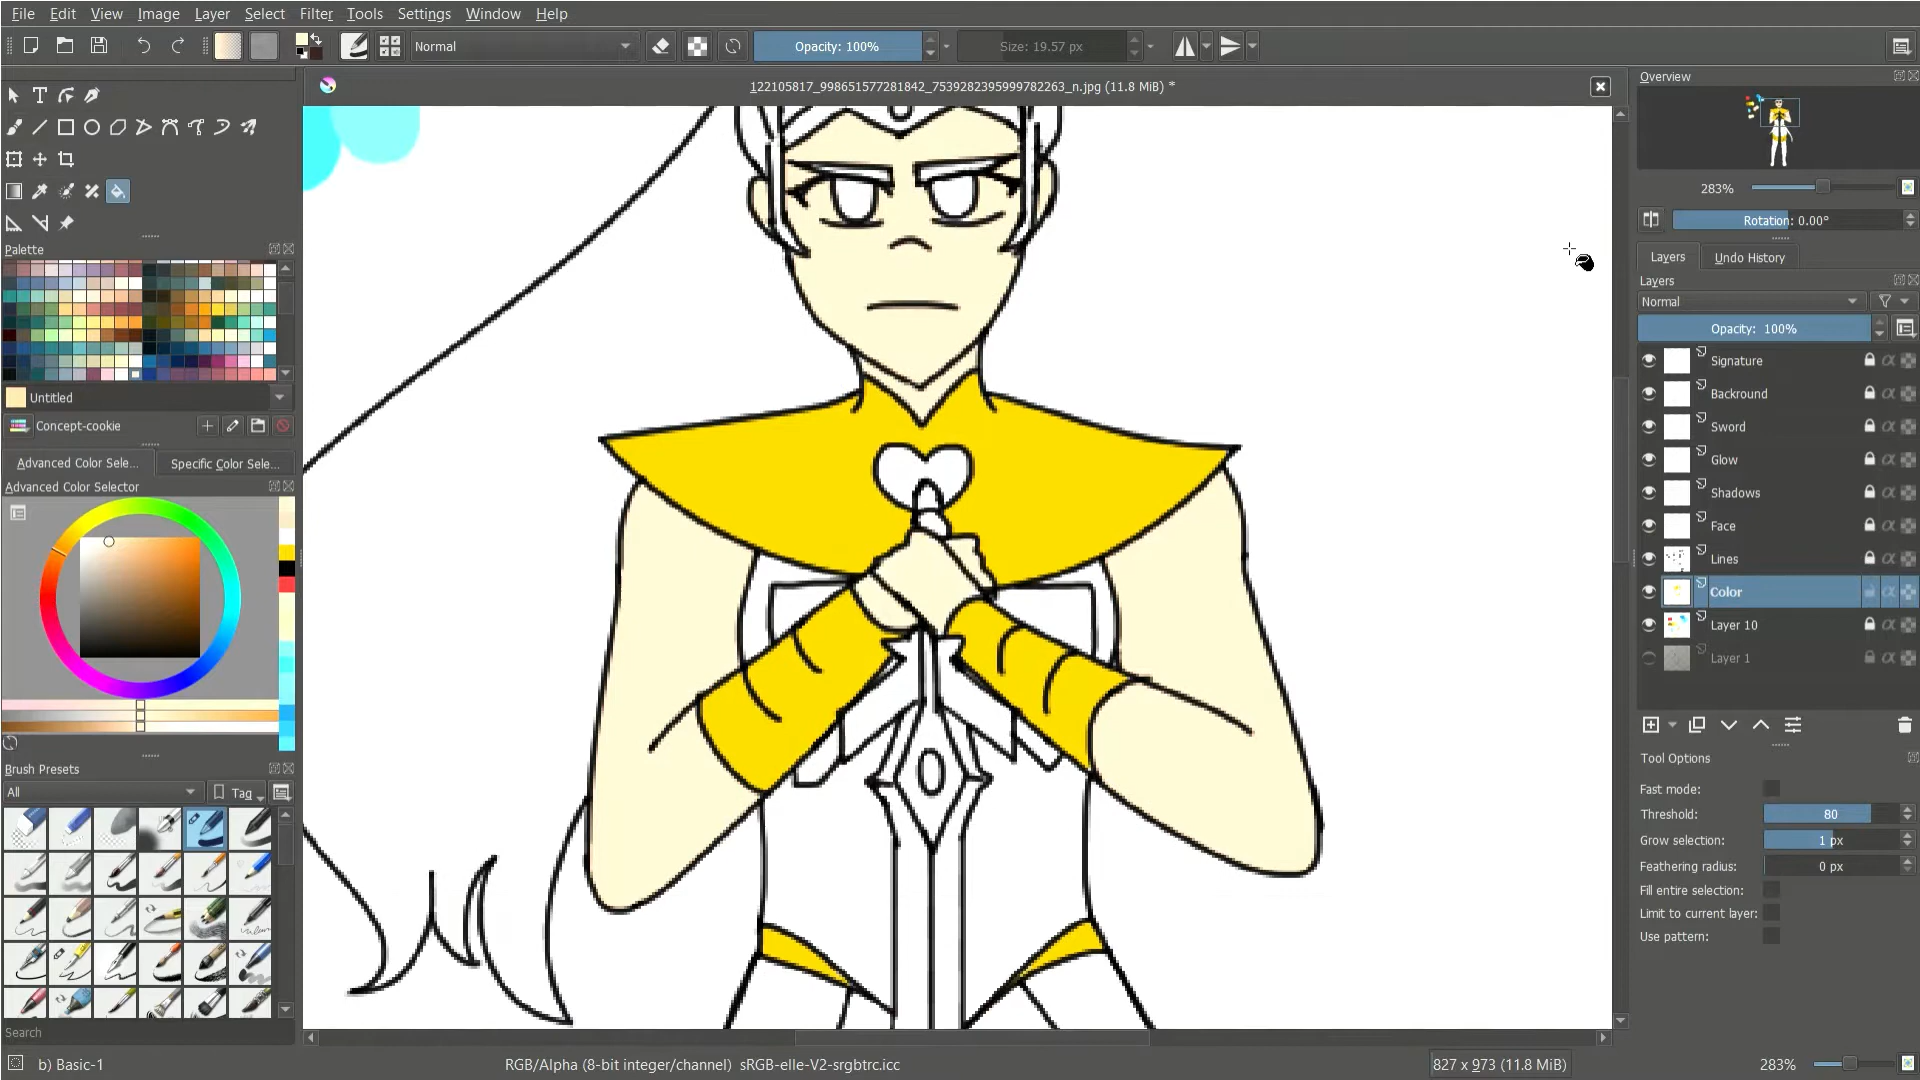 File Edit View Image Layer Select Filter Tools Settings Window Help
Normal Opacity: 100% Size: 19.57 px
122105817_998651577281842_7539282395999782263_n.jpg (11.8 MiB) *
Overview
283%
Rotation: 0.00°
Palette
Untitled
Concept-cookie
Advanced Color Sele... Specific Color Sele...
Advanced Color Selector
Brush Presets
All Tag
Search
Layers Undo History
Layers
Normal
Opacity: 100%
Signature
Backround
Sword
Glow
Shadows
Face
Lines
Color
Layer 10
Layer 1
Tool Options
Fast mode:
Threshold: 80
Grow selection: 1 px
Feathering radius: 0 px
Fill entire selection:
Limit to current layer:
Use pattern:
b) Basic-1 RGB/Alpha (8-bit integer/channel) sRGB-elle-V2-srgbtrc.icc 827 x 973 (11.8 MiB) 283%